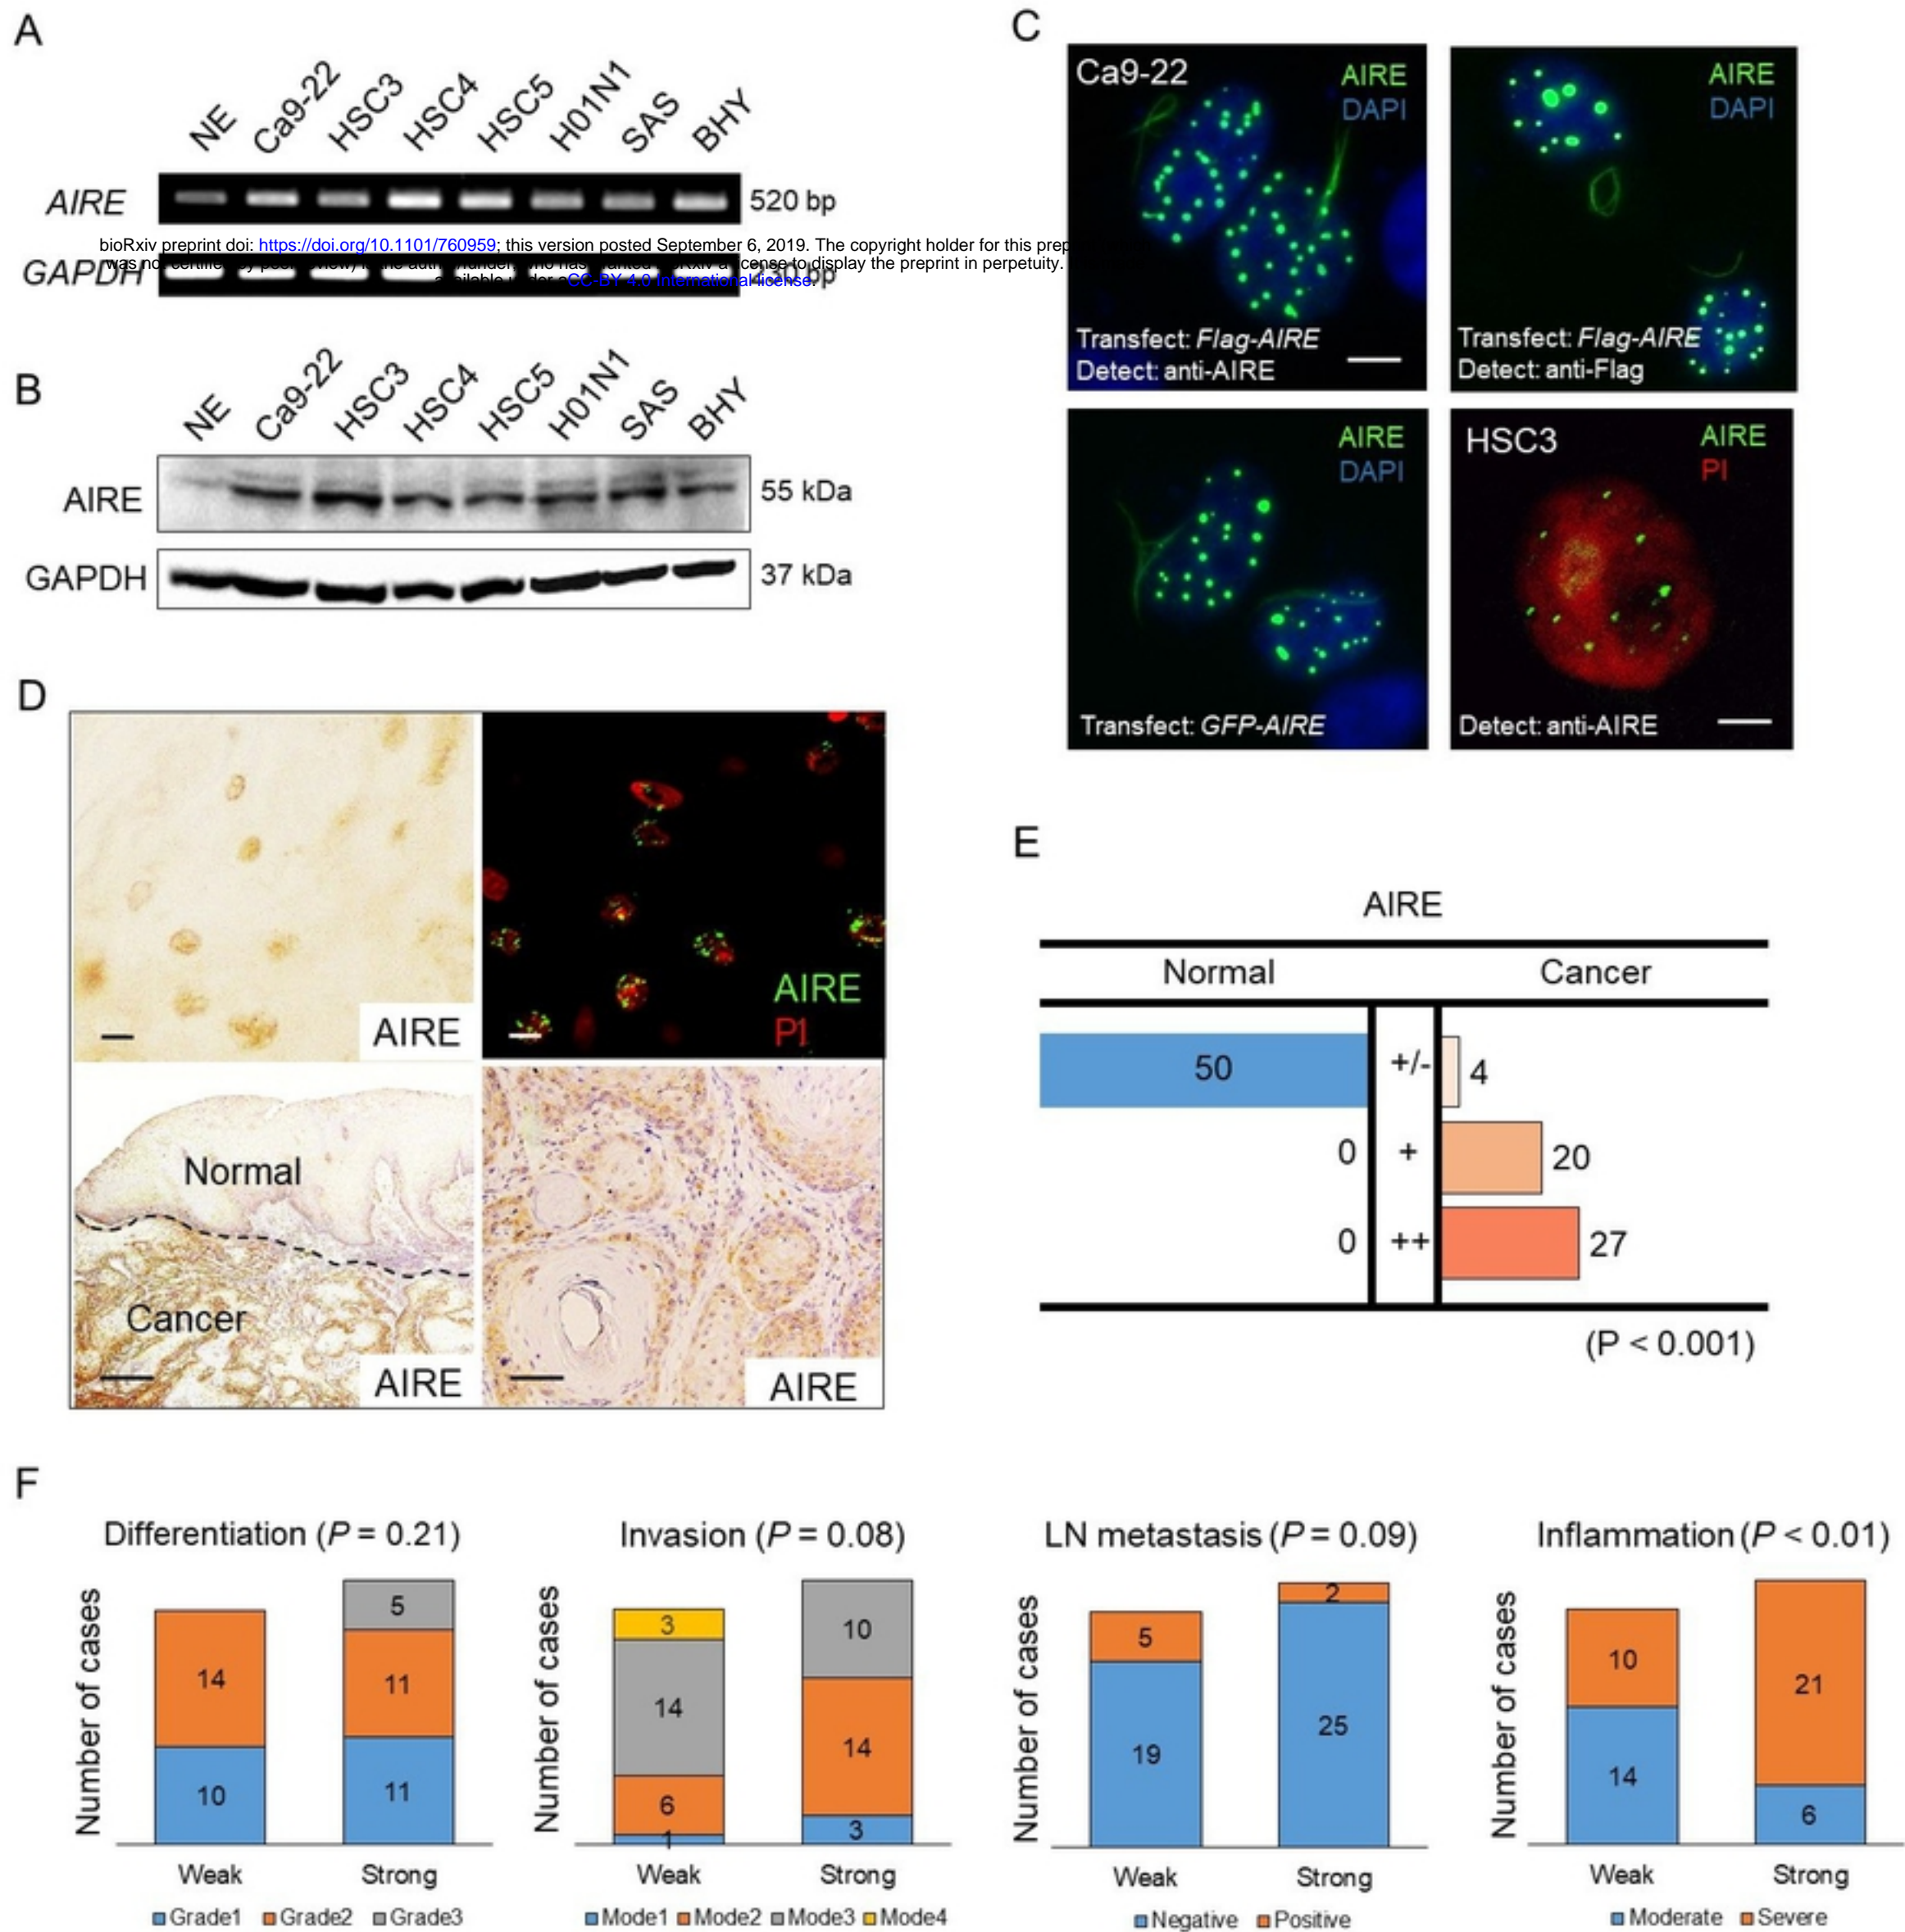 A
NE Ca9-22 HSC3 HSC4 HSC5 H01N1 SAS BHY
AIRE 520 bp
bioRxiv preprint doi: https://doi.org/10.1101/760959; this version posted September 6, 2019. The copyright holder for this
display the preprint in perpetuity.
GAPDH 230 bp
CC-BY 4.0 International license.
B
NE Ca9-22 HSC3 HSC4 HSC5 H01N1 SAS BHY
AIRE 55 kDa
GAPDH 37 kDa
C
Ca9-22 AIRE
DAPI
Transfect: Flag-AIRE
Detect: anti-AIRE
AIRE
DAPI
Transfect: Flag-AIRE
Detect: anti-Flag
AIRE
DAPI
Transfect: GFP-AIRE
HSC3 AIRE
PI
Detect: anti-AIRE
D
AIRE
AIRE
P1
Normal
Cancer
AIRE
AIRE
E
AIRE
Normal Cancer
50 +/- 4
0 + 20
0 ++ 27
(P < 0.001)
F
Differentiation (P = 0.21)
Number of cases
14
10
5
11
11
Weak Strong
Grade1 Grade2 Grade3
Invasion (P = 0.08)
Number of cases
3
14
6
1
10
14
3
Weak Strong
Mode1 Mode2 Mode3 Mode4
LN metastasis (P = 0.09)
Number of cases
5
19
2
25
Weak Strong
Negative Positive
Inflammation (P < 0.01)
Number of cases
10
14
21
6
Weak Strong
Moderate Severe